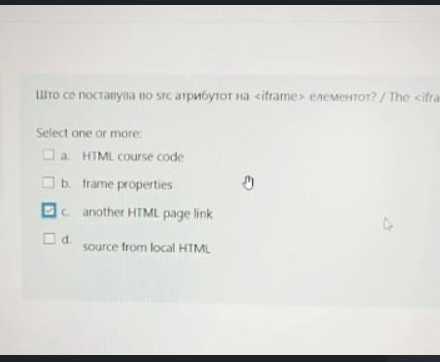 Што се поставува во src атрибутот на <iframe> елементот? / The <ifra
Select one or more:
a. HTML course code
b. frame properties
c. another HTML page link
d. source from local HTML